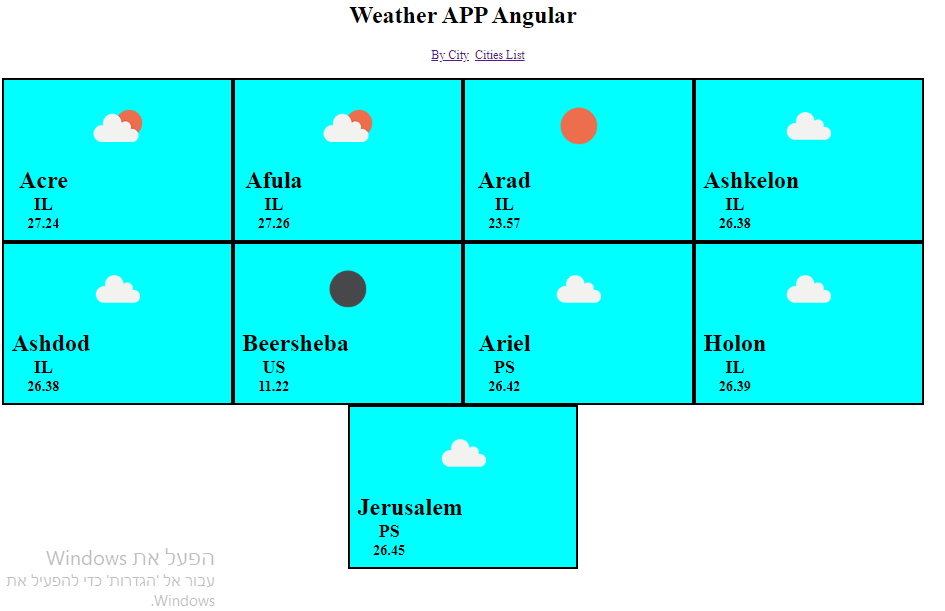 Weather APP Angular
By City Cities List
Acre
IL
27.24
Afula
IL
27.26
Arad
IL
23.57
Ashkelon
IL
26.38
Ashdod
IL
26.38
Beersheba
US
11.22
Ariel
PS
26.42
Holon
IL
26.39
Jerusalem
PS
26.45
הפעל את Windows
עבור אל 'הגדרות' כדי להפעיל את
Windows.